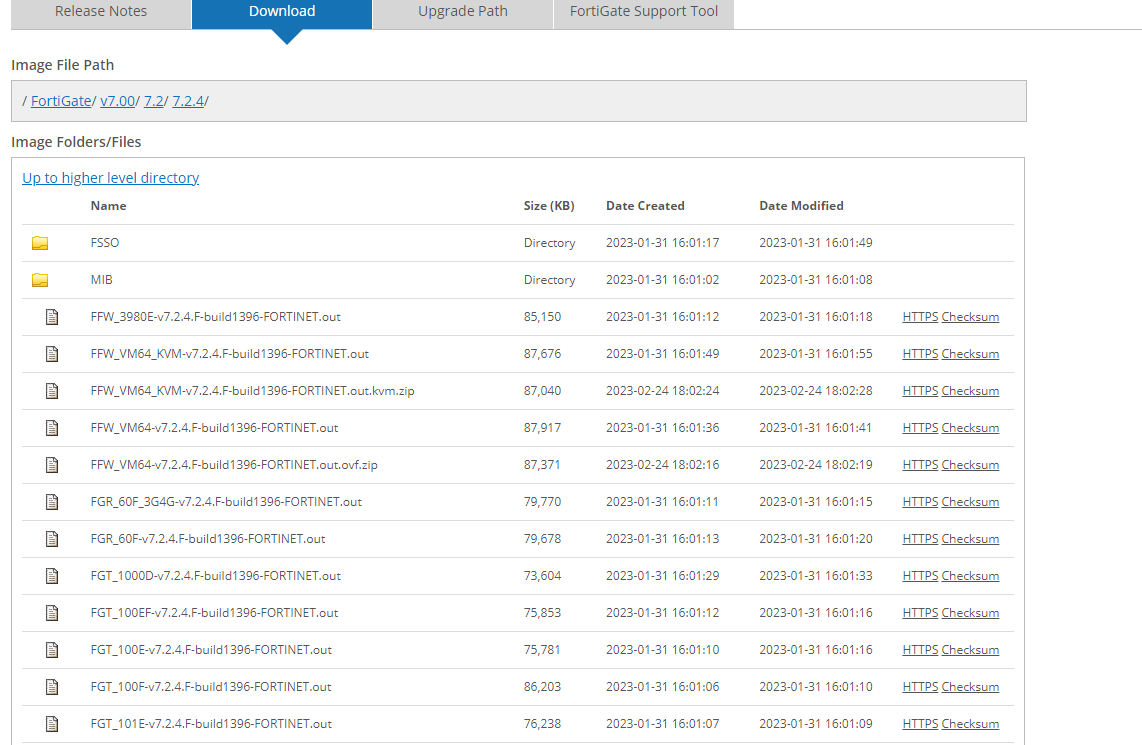 Release Notes Download Upgrade Path FortiGate Support Tool
Image File Path
/ FortiGate/ v7.00/ 7.2/ 7.2.4/
Image Folders/Files
Up to higher level directory
Name Size (KB) Date Created Date Modified
FSSO Directory 2023-01-31 16:01:17 2023-01-31 16:01:49
MIB Directory 2023-01-31 16:01:02 2023-01-31 16:01:08
FFW_3980E-v7.2.4.F-build1396-FORTINET.out 85,150 2023-01-31 16:01:12 2023-01-31 16:01:18 HTTPS Checksum
FFW_VM64_KVM-v7.2.4.F-build1396-FORTINET.out 87,676 2023-01-31 16:01:49 2023-01-31 16:01:55 HTTPS Checksum
FFW_VM64_KVM-v7.2.4.F-build1396-FORTINET.out.kvm.zip 87,040 2023-02-24 18:02:24 2023-02-24 18:02:28 HTTPS Checksum
FFW_VM64-v7.2.4.F-build1396-FORTINET.out 87,917 2023-01-31 16:01:36 2023-01-31 16:01:41 HTTPS Checksum
FFW_VM64-v7.2.4.F-build1396-FORTINET.out.ovf.zip 87,371 2023-02-24 18:02:16 2023-02-24 18:02:19 HTTPS Checksum
FGR_60F_3G4G-v7.2.4.F-build1396-FORTINET.out 79,770 2023-01-31 16:01:11 2023-01-31 16:01:15 HTTPS Checksum
FGR_60F-v7.2.4.F-build1396-FORTINET.out 79,678 2023-01-31 16:01:13 2023-01-31 16:01:20 HTTPS Checksum
FGT_1000D-v7.2.4.F-build1396-FORTINET.out 73,604 2023-01-31 16:01:29 2023-01-31 16:01:33 HTTPS Checksum
FGT_100EF-v7.2.4.F-build1396-FORTINET.out 75,853 2023-01-31 16:01:12 2023-01-31 16:01:16 HTTPS Checksum
FGT_100E-v7.2.4.F-build1396-FORTINET.out 75,781 2023-01-31 16:01:10 2023-01-31 16:01:16 HTTPS Checksum
FGT_100F-v7.2.4.F-build1396-FORTINET.out 86,203 2023-01-31 16:01:06 2023-01-31 16:01:10 HTTPS Checksum
FGT_101E-v7.2.4.F-build1396-FORTINET.out 76,238 2023-01-31 16:01:07 2023-01-31 16:01:09 HTTPS Checksum